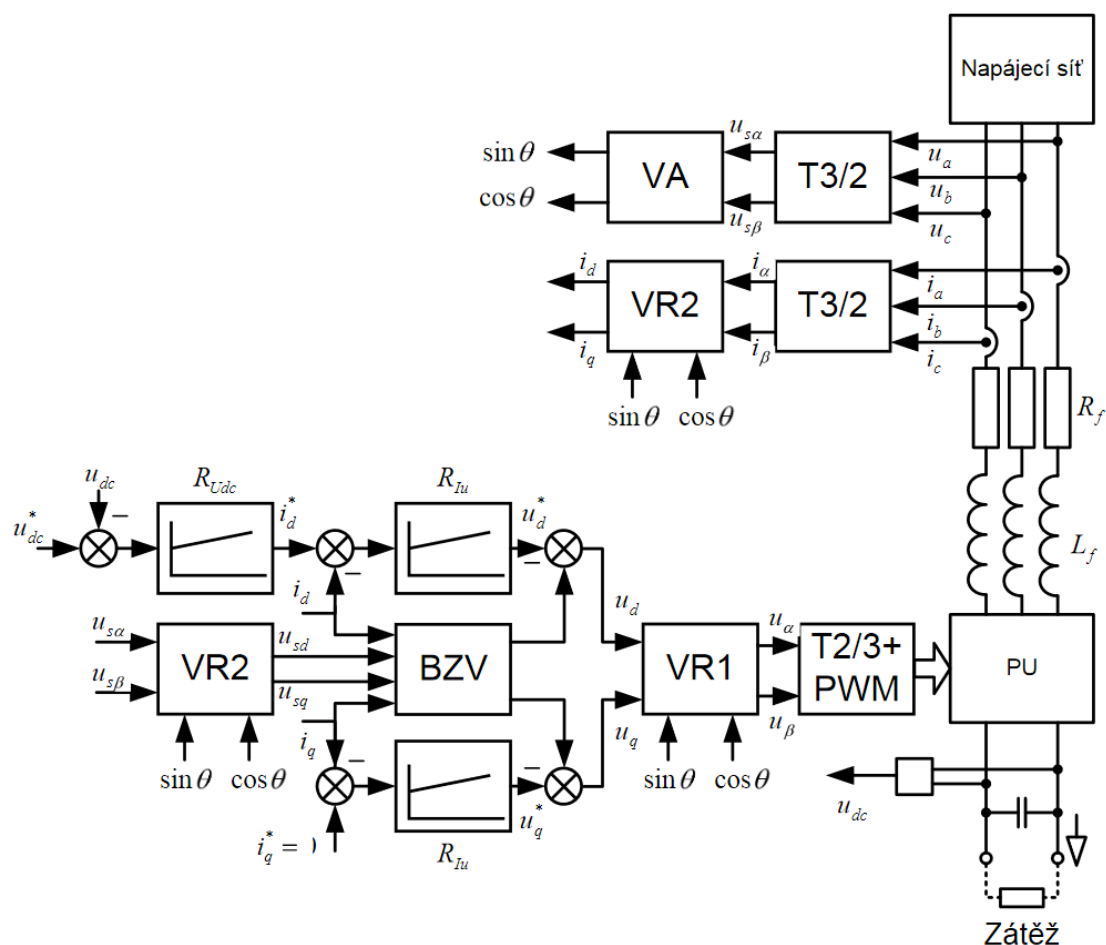 Napájecí síť
sin θ
cos θ
VA
u_sα
u_sβ
T3/2
u_a
u_b
u_c
i_d
i_q
VR2
i_α
i_β
T3/2
i_a
i_b
i_c
sin θ
cos θ
R_f
L_f
u_dc
u*_dc
−
R_Udc
i*_d
−
R_Iu
u*_d
−
i_d
u_sα
u_sβ
VR2
u_sd
u_sq
BZV
u_d
u_q
VR1
u_α
u_β
T2/3+
PWM
PU
sin θ
cos θ
i_q
−
i*_q =
R_Iu
−
u*_q
sin θ
cos θ
u_dc
Zátěž